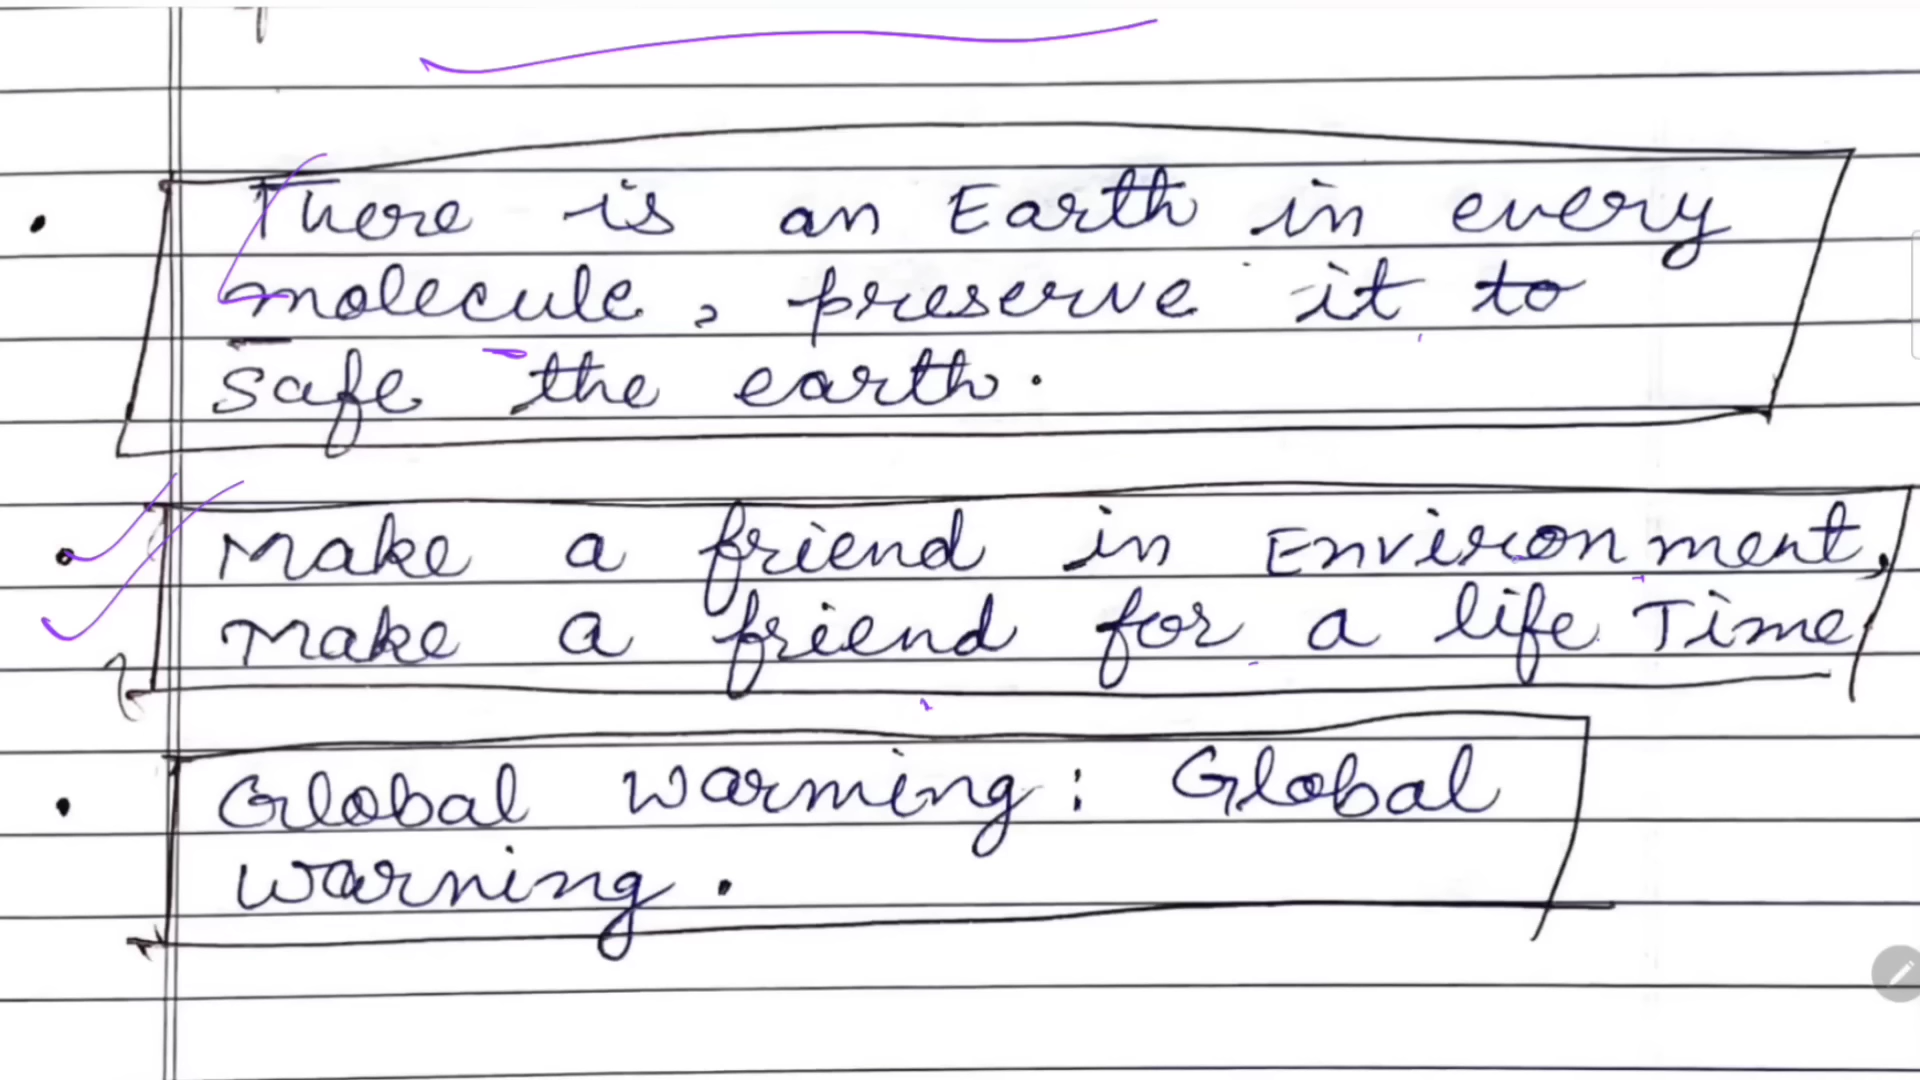 • There is an Earth in every
molecule, preserve it to
safe the earth.
• Make a friend in Environment,
Make a friend for a life Time
• Global warming: Global
warning.